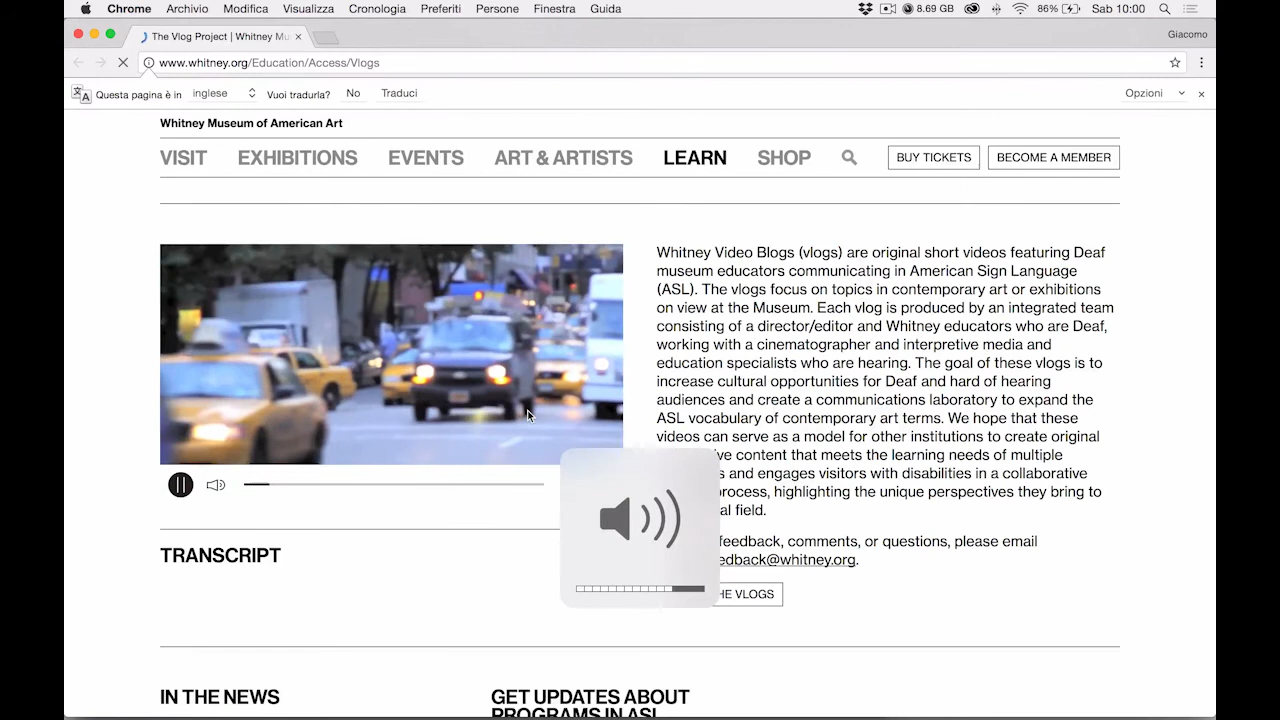 Chrome Archivio Modifica Visualizza Cronologia Preferiti Persone Finestra Guida 8.69 GB 86% Sab 10:00
The Vlog Project | Whitney Mu
Giacomo
www.whitney.org/Education/Access/Vlogs
Questa pagina è in inglese Vuoi tradurla? No Traduci Opzioni
Whitney Museum of American Art
VISIT EXHIBITIONS EVENTS ART & ARTISTS LEARN SHOP BUY TICKETS BECOME A MEMBER
Whitney Video Blogs (vlogs) are original short videos featuring Deaf
museum educators communicating in American Sign Language
(ASL). The vlogs focus on topics in contemporary art or exhibitions
on view at the Museum. Each vlog is produced by an integrated team
consisting of a director/editor and Whitney educators who are Deaf,
working with a cinematographer and interpretive media and
education specialists who are hearing. The goal of these vlogs is to
increase cultural opportunities for Deaf and hard of hearing
audiences and create a communications laboratory to expand the
ASL vocabulary of contemporary art terms. We hope that these
videos can serve as a model for other institutions to create original
ve content that meets the learning needs of multiple
s and engages visitors with disabilities in a collaborative
rocess, highlighting the unique perspectives they bring to
al field.
feedback, comments, or questions, please email
edback@whitney.org.
HE VLOGS
TRANSCRIPT
IN THE NEWS
GET UPDATES ABOUT
PROGRAMS IN ASL